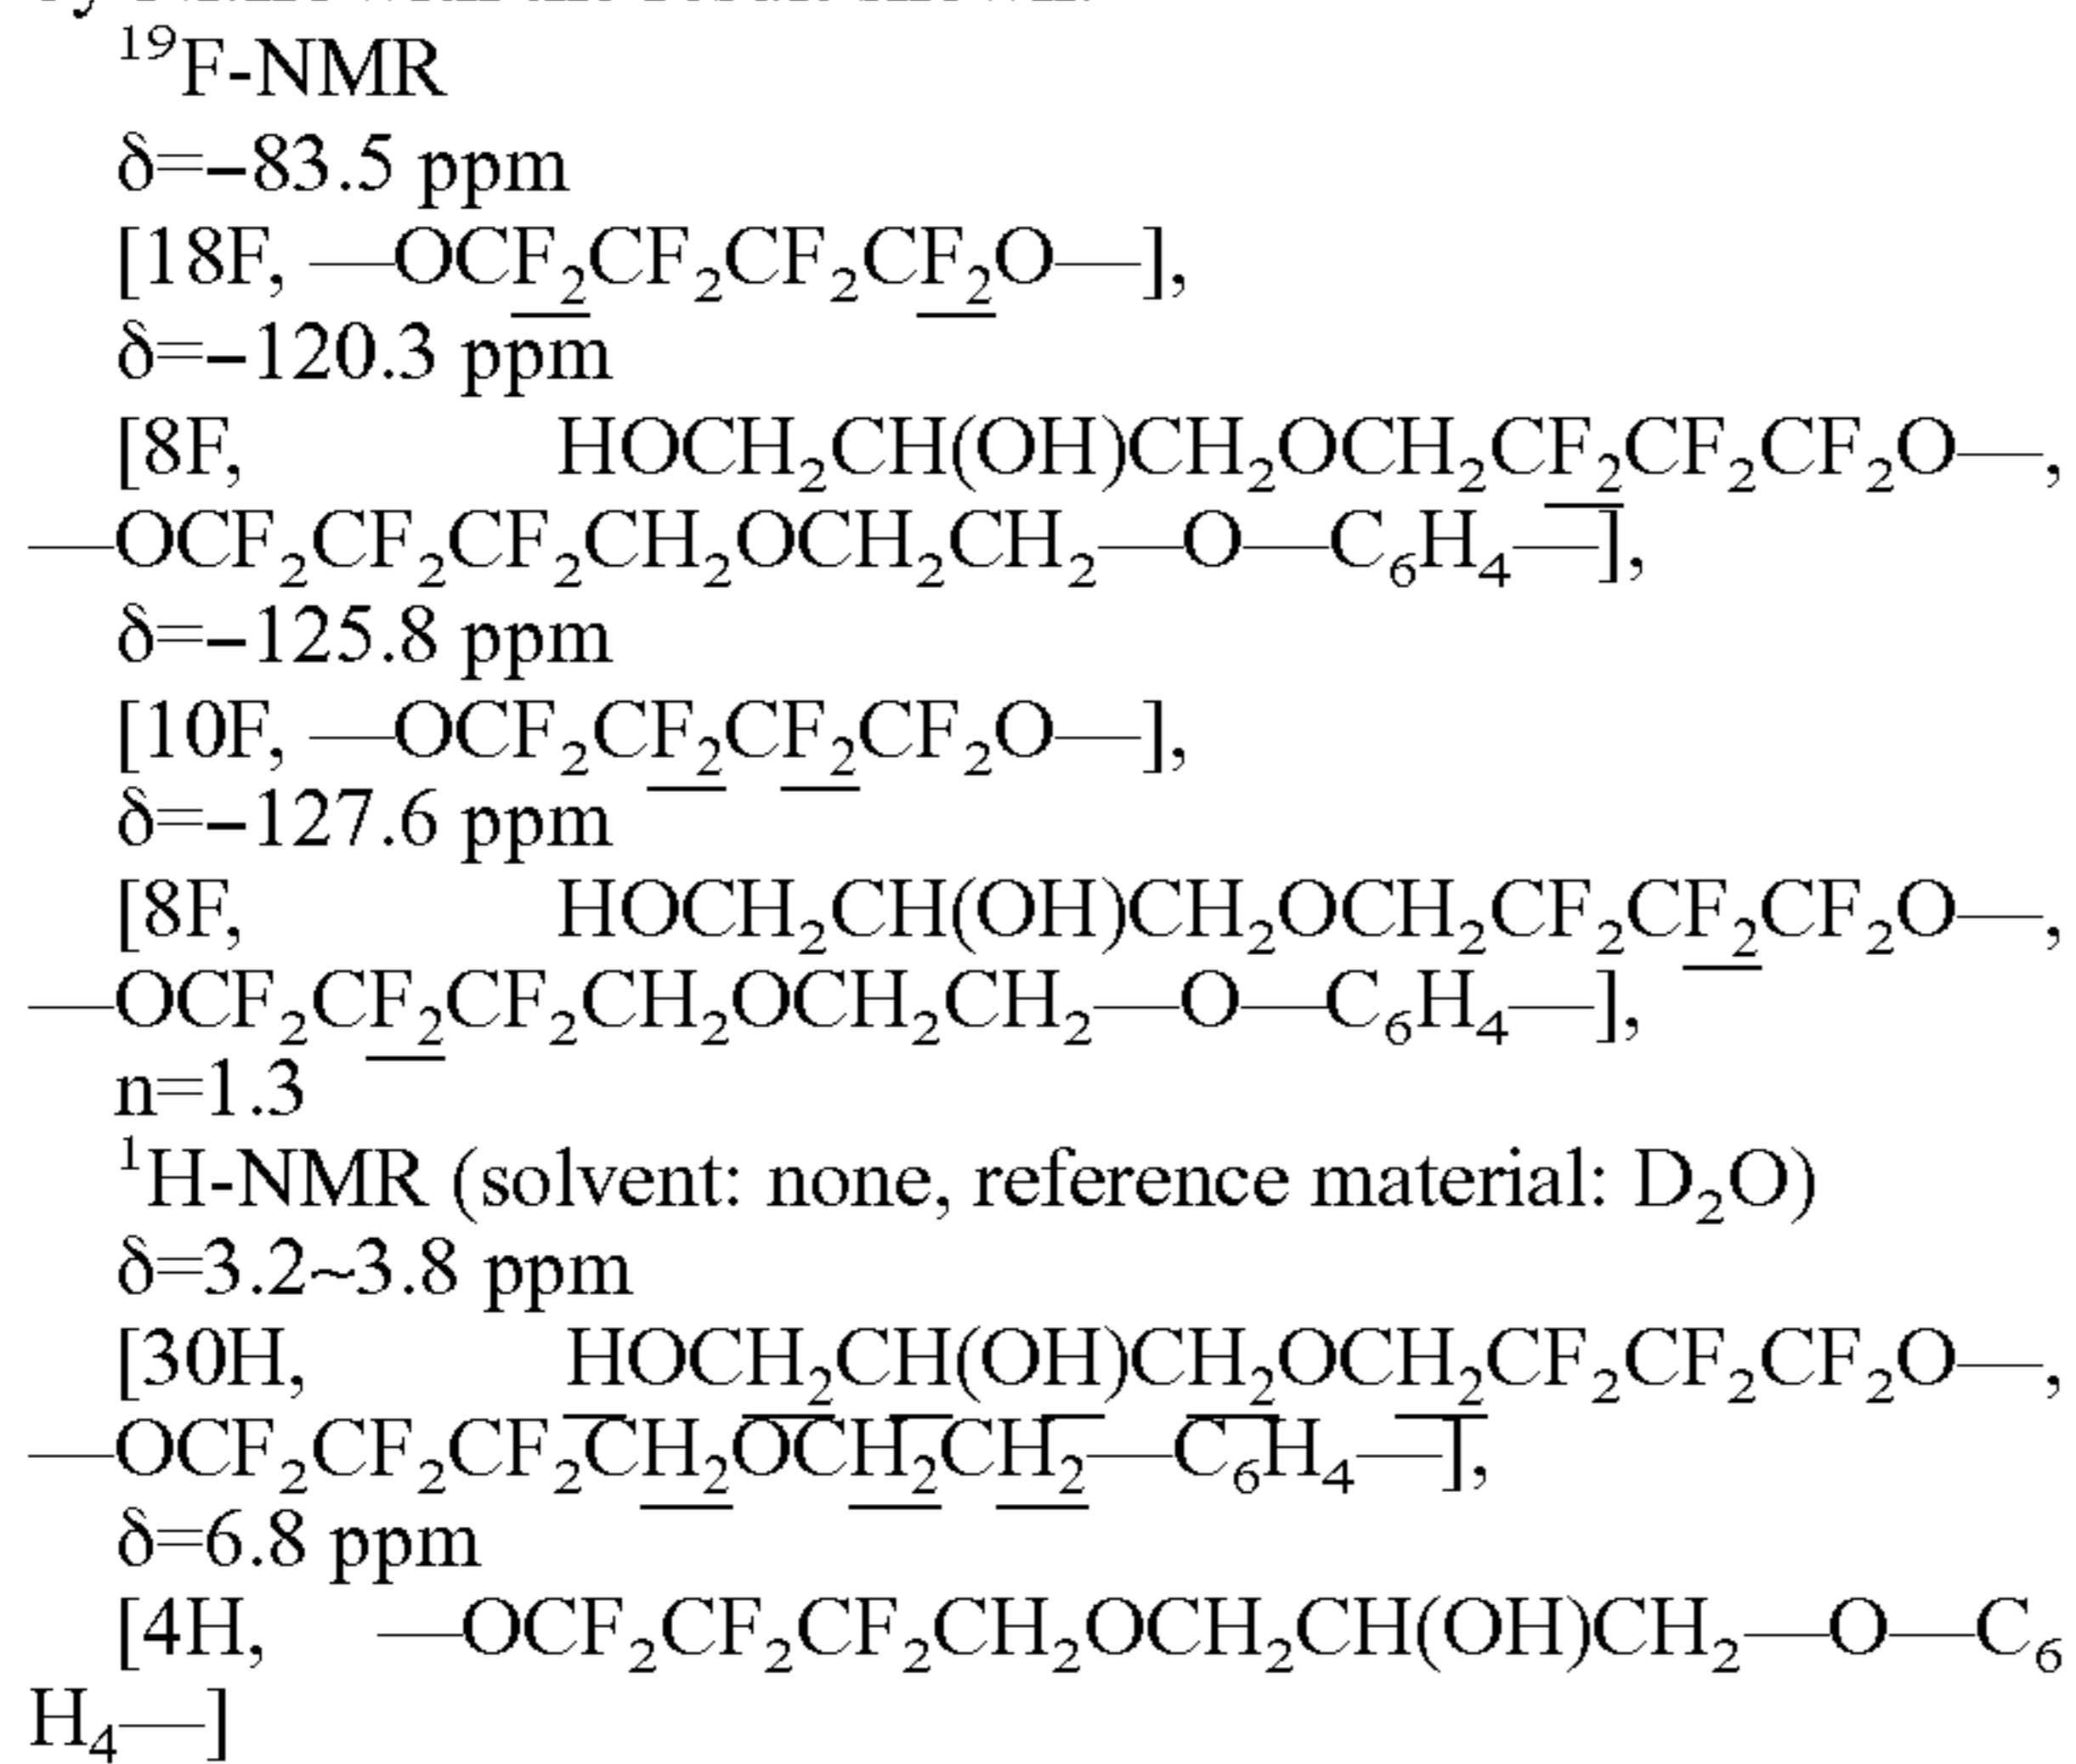 ¹⁹F-NMR
δ=–83.5 ppm
[18F, —OCF₂CF₂CF₂CF₂O—],
δ=–120.3 ppm
[8F, HOCH₂CH(OH)CH₂OCH₂CF₂CF₂CF₂O—,
—OCF₂CF₂CF₂CH₂OCH₂CH₂—O—C₆H₄—],
δ=–125.8 ppm
[10F, —OCF₂CF₂CF₂CF₂O—],
δ=–127.6 ppm
[8F, HOCH₂CH(OH)CH₂OCH₂CF₂CF₂CF₂O—,
—OCF₂CF₂CF₂CH₂OCH₂CH₂—O—C₆H₄—],
n=1.3
¹H-NMR (solvent: none, reference material: D₂O)
δ=3.2~3.8 ppm
[30H, HOCH₂CH(OH)CH₂OCH₂CF₂CF₂CF₂O—,
—OCF₂CF₂CF₂CH₂OCH₂CH₂—C₆H₄—],
δ=6.8 ppm
[4H, —OCF₂CF₂CF₂CH₂OCH₂CH(OH)CH₂—O—C₆
H₄—]